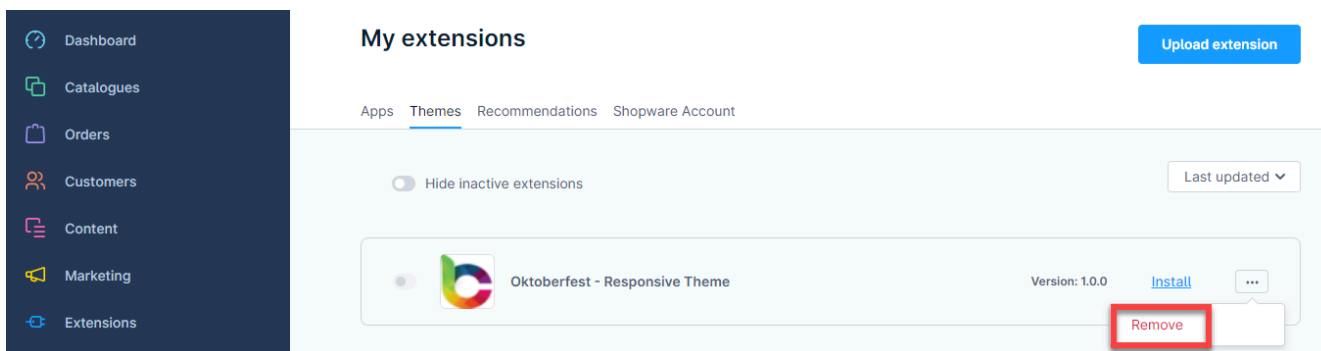 Dashboard
Catalogues
Orders
Customers
Content
Marketing
Extensions
My extensions
Upload extension
Apps Themes Recommendations Shopware Account
Hide inactive extensions
Last updated
Oktoberfest - Responsive Theme
Version: 1.0.0
Install
...
Remove